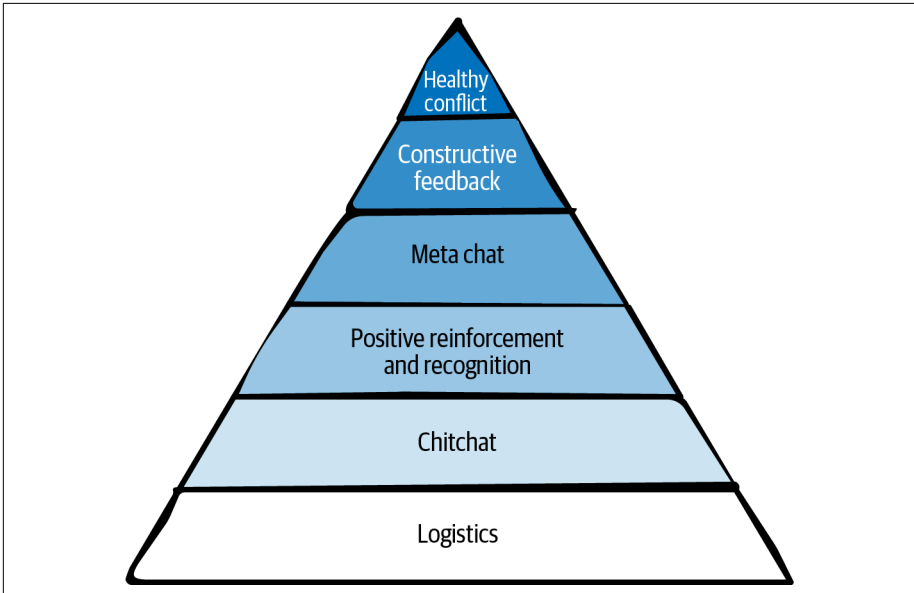 Healthy
conflict
Constructive
feedback
Meta chat
Positive reinforcement
and recognition
Chitchat
Logistics